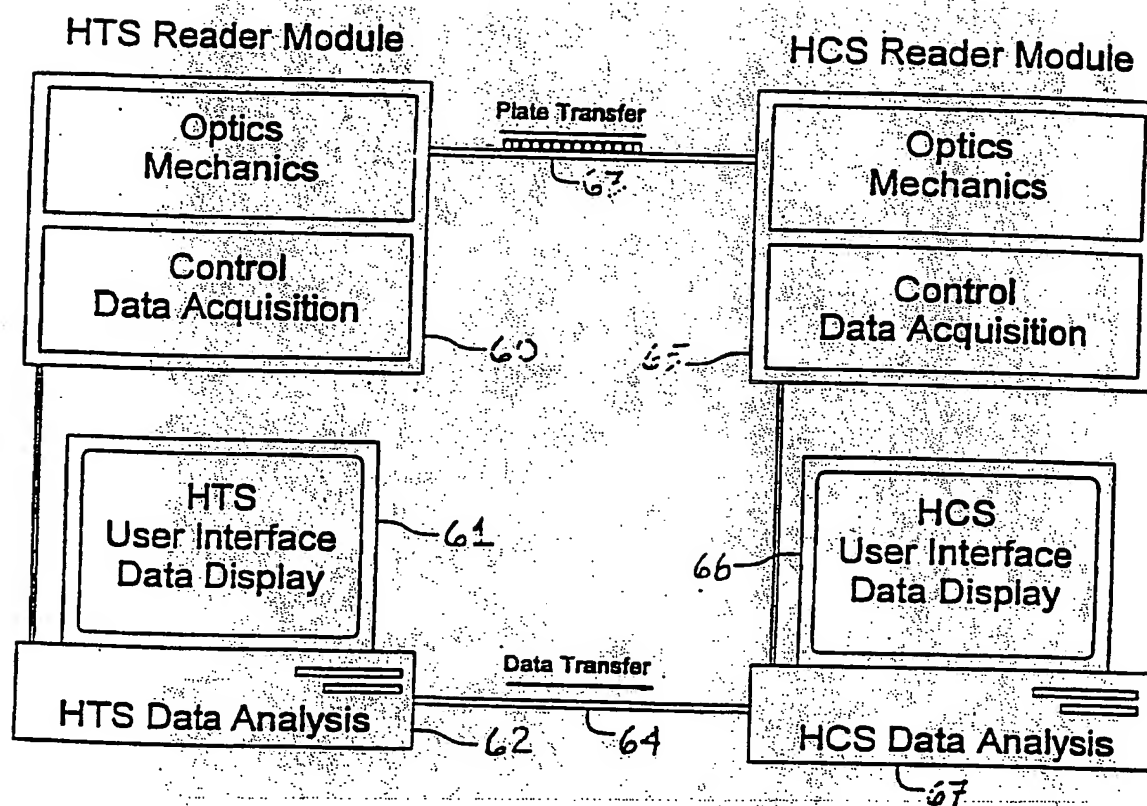 HTS Reader Module
HCS Reader Module
Optics
Mechanics
Control
Data Acquisition
60
Plate Transfer
Optics
Mechanics
Control
Data Acquisition
65
HTS
User Interface
Data Display
61
HCS
User Interface
Data Display
66
HTS Data Analysis
62
Data Transfer
64
HCS Data Analysis
67